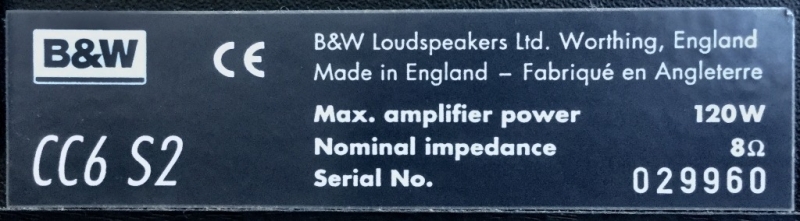 B&W
CE
B&W Loudspeakers Ltd. Worthing, England
Made in England – Fabriqué en Angleterre
CC6 S2
Max. amplifier power 120W
Nominal impedance 8Ω
Serial No. 029960